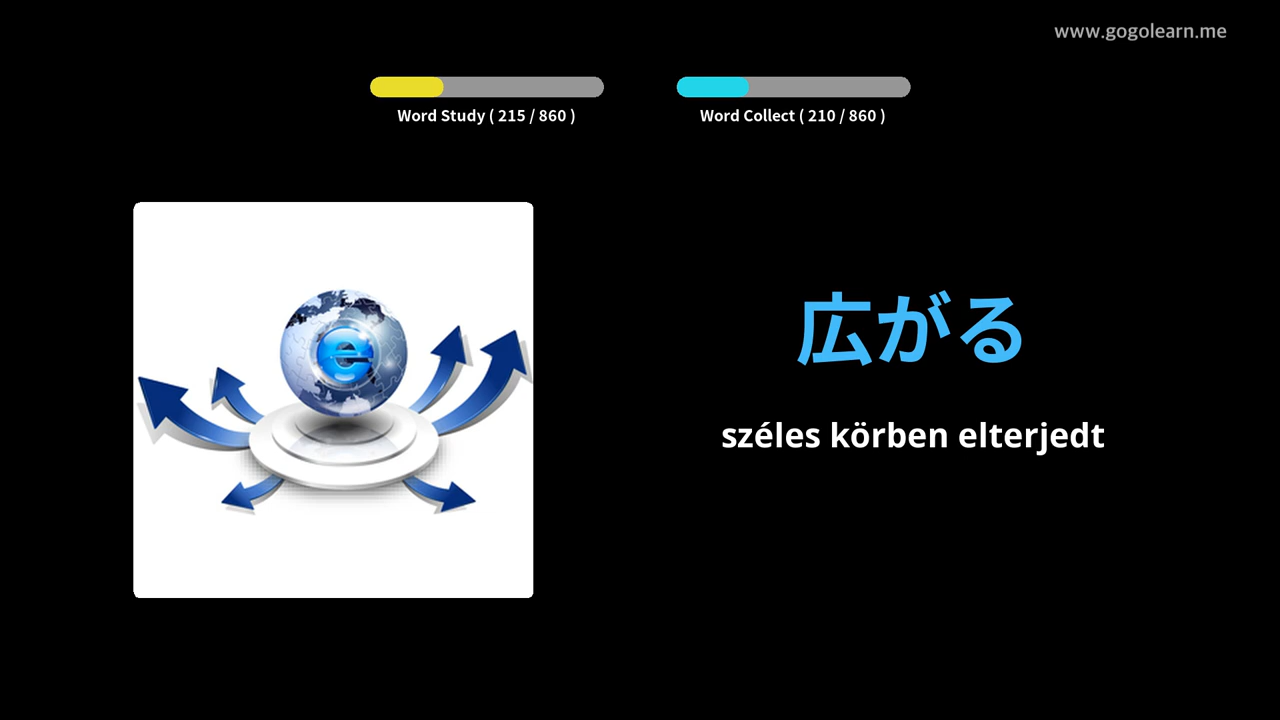 www.gogolearn.me
Word Study ( 215 / 860 )
Word Collect ( 210 / 860 )
e
広がる
széles körben elterjedt